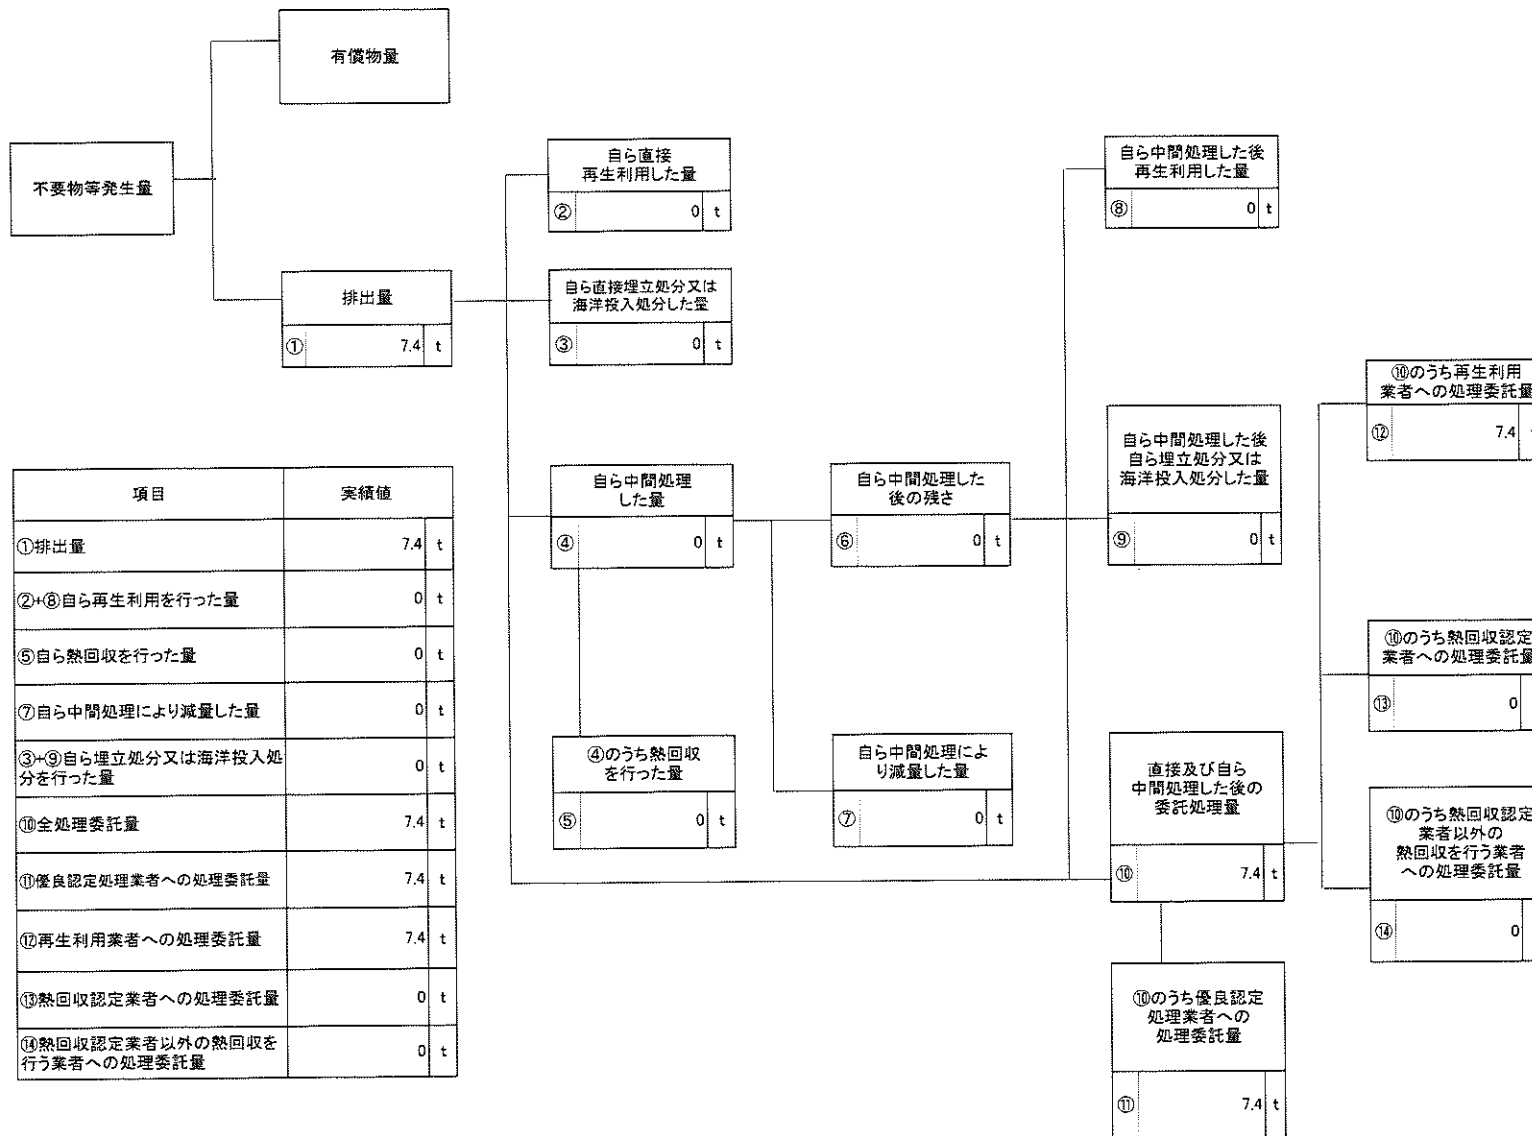 有償物量
不要物等発生量
排出量
① 7.4 t
自ら直接
再生利用した量
② 0 t
自ら直接埋立処分又は
海洋投入処分した量
③ 0 t
自ら中間処理
した量
④ 0 t
④のうち熱回収
を行った量
⑤ 0 t
自ら中間処理した
後の残さ
⑥ 0 t
自ら中間処理によ
り減量した量
⑦ 0 t
自ら中間処理した後
再生利用した量
⑧ 0 t
自ら中間処理した後
自ら埋立処分又は
海洋投入処分した量
⑨ 0 t
直接及び自ら
中間処理した後の
委託処理量
⑩ 7.4 t
⑩のうち優良認定
処理業者への
処理委託量
⑪ 7.4 t
⑩のうち再生利用
業者への処理委託量
⑫ 7.4
⑩のうち熱回収認定
業者への処理委託量
⑬ 0
⑩のうち熱回収認定
業者以外の
熱回収を行う業者
への処理委託量
⑭ 0
項目 実績値
①排出量 7.4 t
②+⑧自ら再生利用を行った量 0 t
⑤自ら熱回収を行った量 0 t
⑦自ら中間処理により減量した量 0 t
③+⑨自ら埋立処分又は海洋投入処
分を行った量 0 t
⑩全処理委託量 7.4 t
⑪優良認定処理業者への処理委託量 7.4 t
⑫再生利用業者への処理委託量 7.4 t
⑬熱回収認定業者への処理委託量 0 t
⑭熱回収認定業者以外の熱回収を
行う業者への処理委託量 0 t